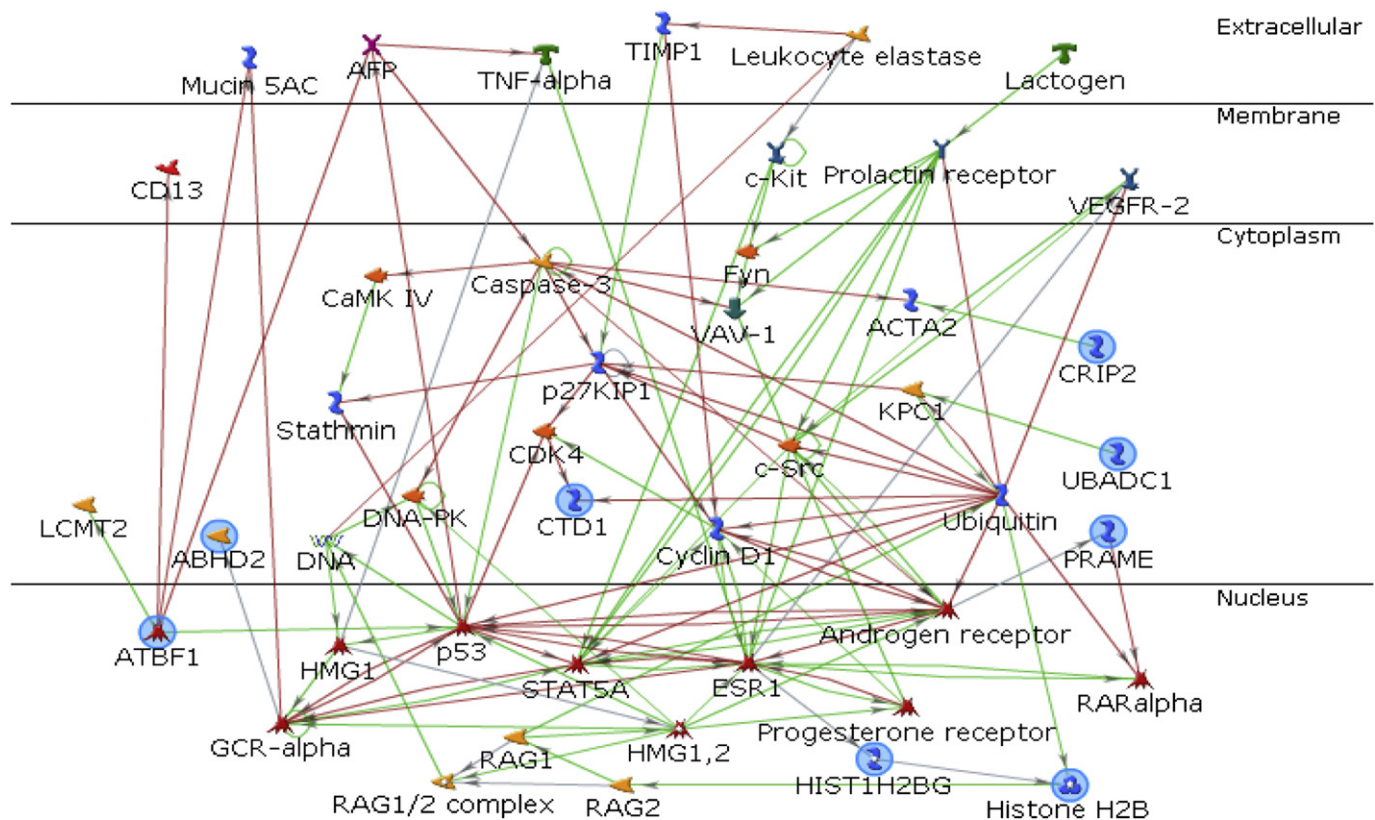 Extracellular
TIMP1
Leukocyte elastase
AFP
Mucin 5AC
TNF-alpha
Lactogen
Membrane
CD13
c-Kit
Prolactin receptor
VEGFR-2
Cytoplasm
Fyn
CaMK IV
Caspase-3
VAV-1
ACTA2
CRIP2
p27KIP1
KPC1
Stathmin
CDK4
c-Src
UBADC1
LCMT2
DNA-PK
CTD1
Ubiquitin
ABHD2
DNA
Cyclin D1
PRAME
Nucleus
ATBF1
HMG1
p53
Androgen receptor
STAT5A
ESR1
RARalpha
GCR-alpha
HMG1,2
Progesterone receptor
RAG1
HIST1H2BG
RAG1/2 complex
RAG2
Histone H2B